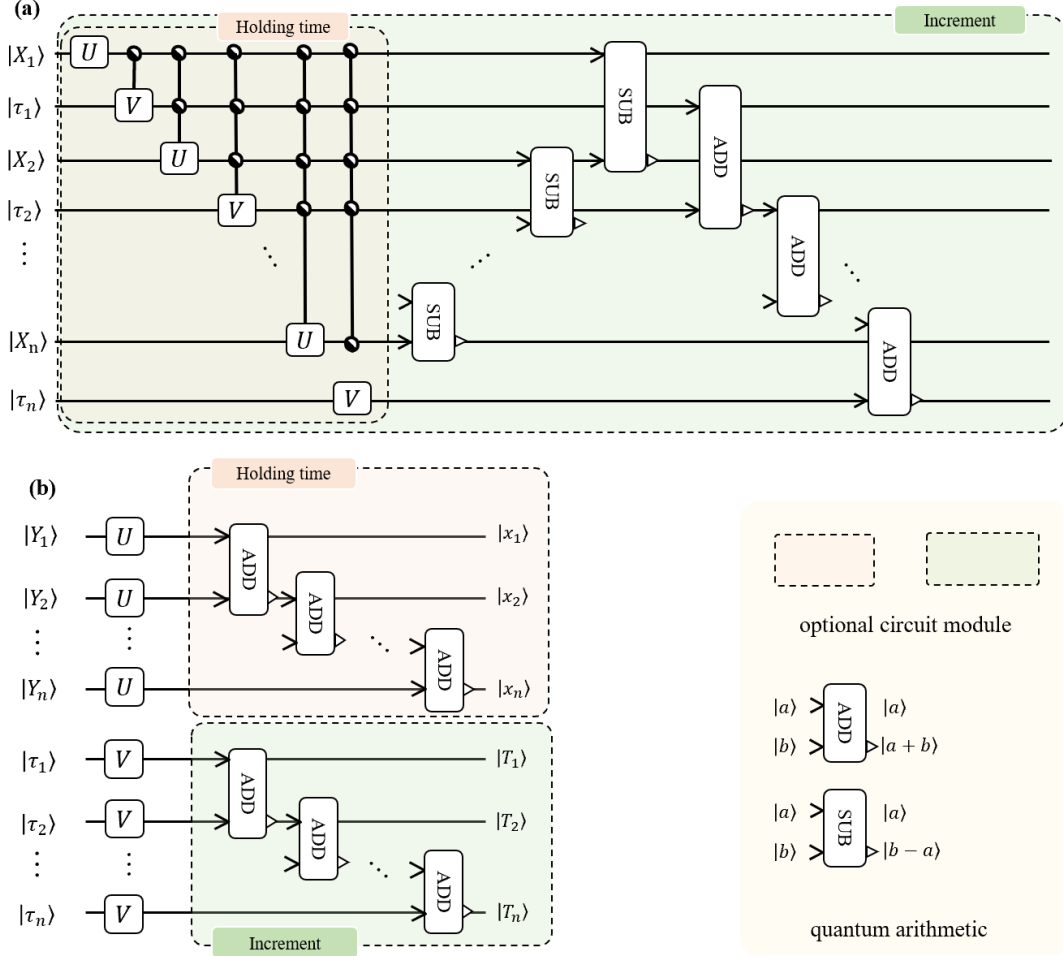 (a)
Holding time
Increment
|X₁⟩ U
|τ₁⟩ V
|X₂⟩ U
|τ₂⟩ V
⋮
|Xₙ⟩ U
|τₙ⟩ V
SUB
SUB
SUB
ADD
ADD
ADD
(b)
Holding time
|Y₁⟩ U ADD |x₁⟩
|Y₂⟩ U ADD |x₂⟩
⋮ ⋮
|Yₙ⟩ U ADD |xₙ⟩
|τ₁⟩ V ADD |T₁⟩
|τ₂⟩ V ADD |T₂⟩
⋮ ⋮
|τₙ⟩ V ADD |Tₙ⟩
Increment
optional circuit module
|a⟩ ADD |a⟩
|b⟩ |a + b⟩
|a⟩ SUB |a⟩
|b⟩ |b − a⟩
quantum arithmetic